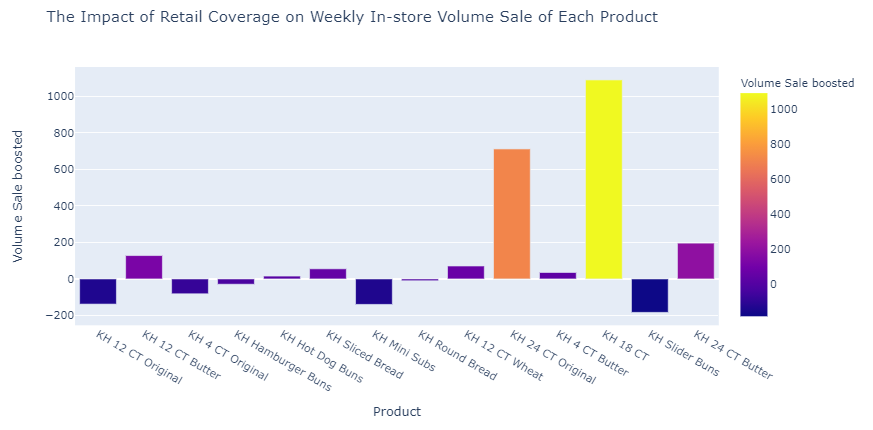 The Impact of Retail Coverage on Weekly In-store Volume Sale of Each Product
Volume Sale boosted
1000
800
600
400
200
0
−200
Volume Sale boosted
1000
800
600
400
200
0
KH 12 CT Original
KH 12 CT Butter
KH 4 CT Original
KH Hamburger Buns
KH Hot Dog Buns
KH Sliced Bread
KH Mini Subs
KH Round Bread
KH 12 CT Wheat
KH 24 CT Original
KH 4 CT Butter
KH 18 CT
KH Slider Buns
KH 24 CT Butter
Product